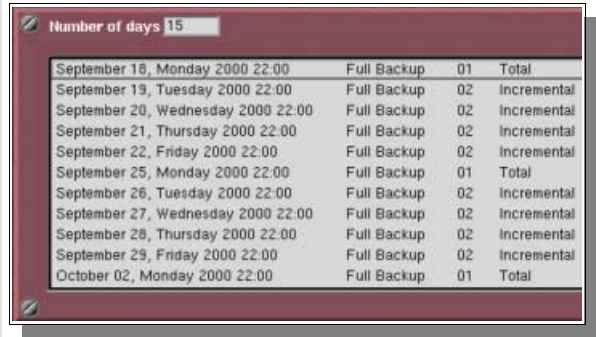 Number of days 15
September 18, Monday 2000 22:00 Full Backup 01 Total
September 19, Tuesday 2000 22:00 Full Backup 02 Incremental
September 20, Wednesday 2000 22:00 Full Backup 02 Incremental
September 21, Thursday 2000 22:00 Full Backup 02 Incremental
September 22, Friday 2000 22:00 Full Backup 02 Incremental
September 25, Monday 2000 22:00 Full Backup 01 Total
September 26, Tuesday 2000 22:00 Full Backup 02 Incremental
September 27, Wednesday 2000 22:00 Full Backup 02 Incremental
September 28, Thursday 2000 22:00 Full Backup 02 Incremental
September 29, Friday 2000 22:00 Full Backup 02 Incremental
October 02, Monday 2000 22:00 Full Backup 01 Total